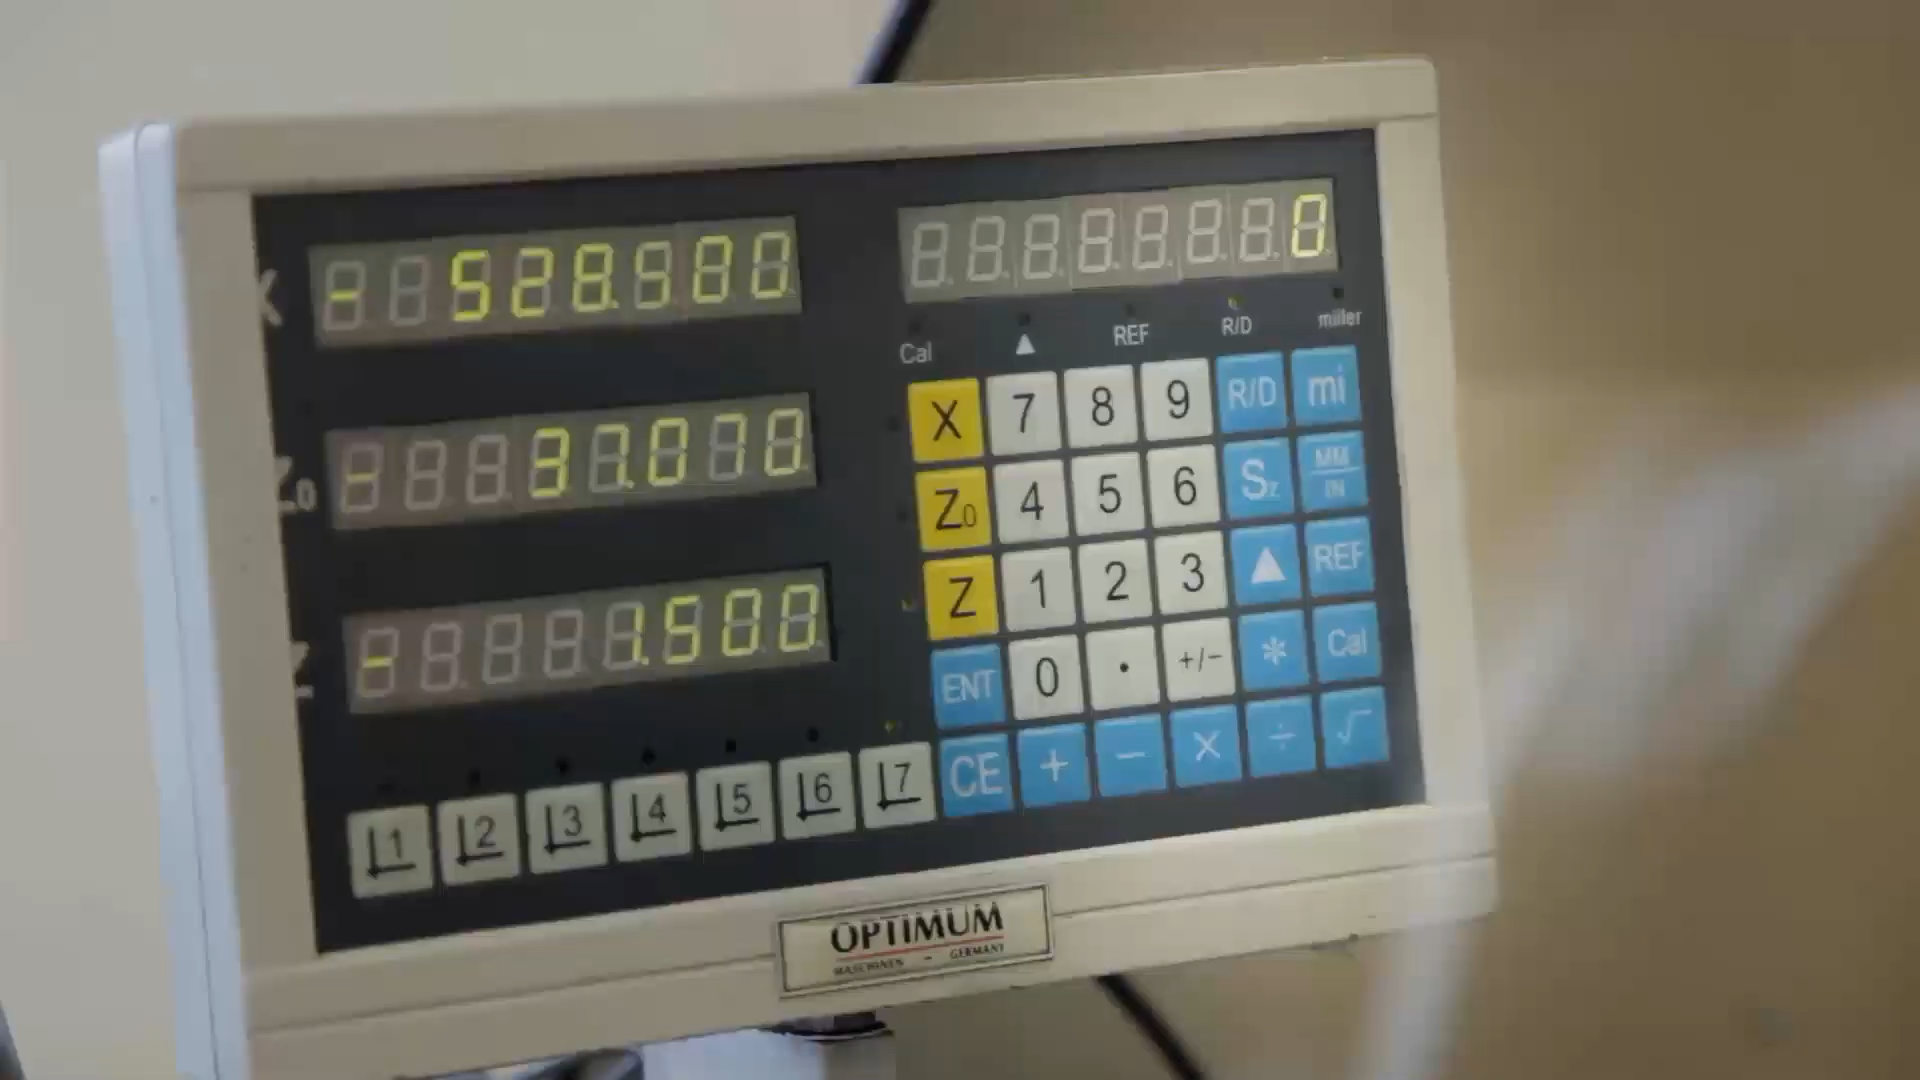 X - 528.500
Z0 - 37.070
Z - 1.500
0
Cal ▲ REF R/D miller
X 7 8 9 R/D mi
Z0 4 5 6 Sz MM/IN
Z 1 2 3 ▲ REF
ENT 0 . +/- * Cal
CE + − × ÷ √
1 2 3 4 5 6 7
OPTIMUM
MASCHINEN - GERMANY